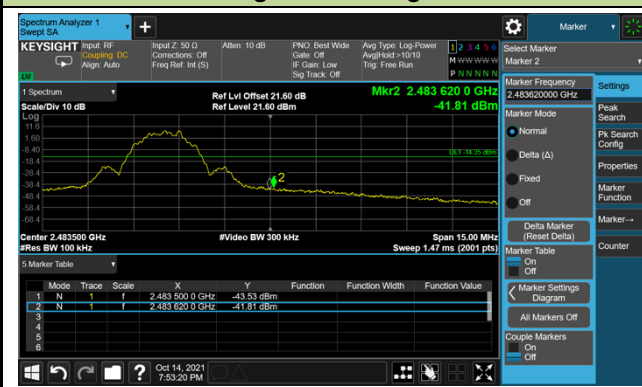 Spectrum Analyzer 1
Swept SA
Marker
KEYSIGHT
Input: RF
Coupling: DC
Align: Auto
Input Z: 50 Ω
Corrections: Off
Freq Ref: Int (S)
Atten: 10 dB
PNO: Best Wide
Gate: Off
IF Gain: Low
Sig Track: Off
Avg Type: Log-Power
Avg|Hold:>10/10
Trig: Free Run
1 2 3 4 5 6
M W W W W W
P N N N N N
LXI
Select Marker
Marker 2
1 Spectrum
Scale/Div 10 dB
Log
Ref Lvl Offset 21.60 dB
Ref Level 21.60 dBm
Mkr2 2.483 620 0 GHz
-41.81 dBm
11.6
1.60
-8.40
-18.4
-28.4
-38.4
-48.4
-58.4
-68.4
DL1 -14.35 dBm
2
Center 2.483500 GHz
#Res BW 100 kHz
#Video BW 300 kHz
Span 15.00 MHz
Sweep 1.47 ms (2001 pts)
5 Marker Table
Mode Trace Scale X Y Function Function Width Function Value
1 N 1 f 2.483 500 0 GHz -43.53 dBm
2 N 1 f 2.483 620 0 GHz -41.81 dBm
3
4
5
6
Marker Frequency
2.483620000 GHz
Marker Mode
Normal
Delta (Δ)
Fixed
Off
Delta Marker
(Reset Delta)
Marker Table
On
Off
Marker Settings
Diagram
All Markers Off
Couple Markers
On
Off
Settings
Peak
Search
Pk Search
Config
Properties
Marker
Function
Marker→
Counter
Oct 14, 2021
7:53:20 PM